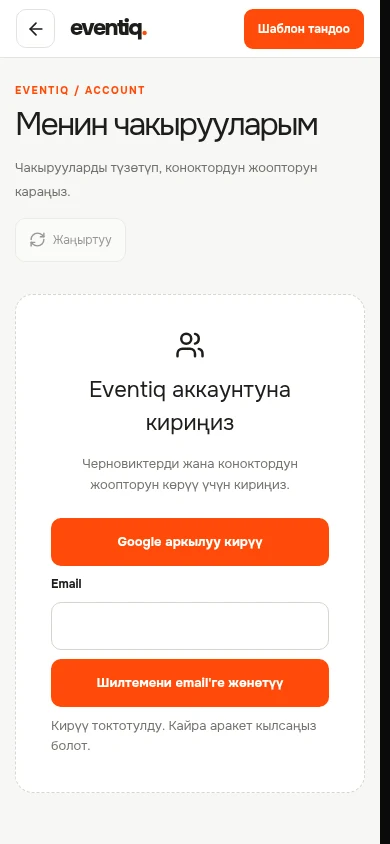 eventiq.
Шаблон тандоо
EVENTIQ / ACCOUNT
Менин чакырууларым
Чакырууларды түзөтүп, коноктордун жоопторун
караңыз.
Жаңыртуу
Eventiq аккаунтуна
кириңиз
Черновиктерди жана коноктордун
жоопторун көрүү үчүн кириңиз.
Google аркылуу кирүү
Email
Шилтемени email'ге жөнөтүү
Кирүү токтотулду. Кайра аракет кылсаңыз
болот.